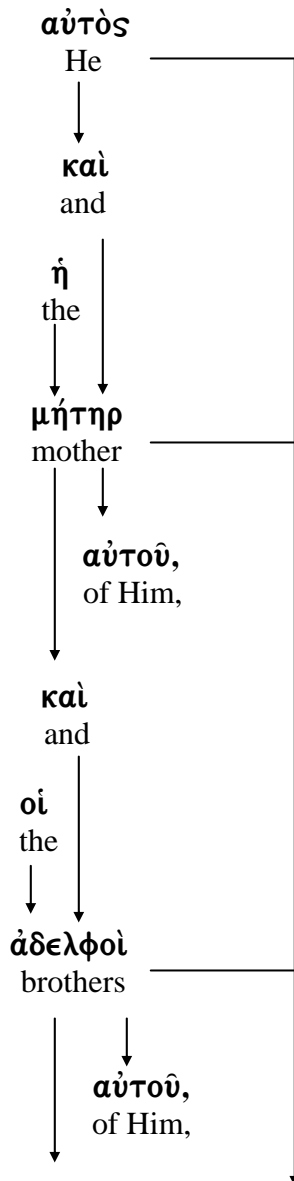 αὐτὸς
He
καὶ
and
ἡ
the
μήτηρ
mother
αὐτοῦ,
of Him,
καὶ
and
οἱ
the
ἀδελφοὶ
brothers
αὐτοῦ,
of Him,